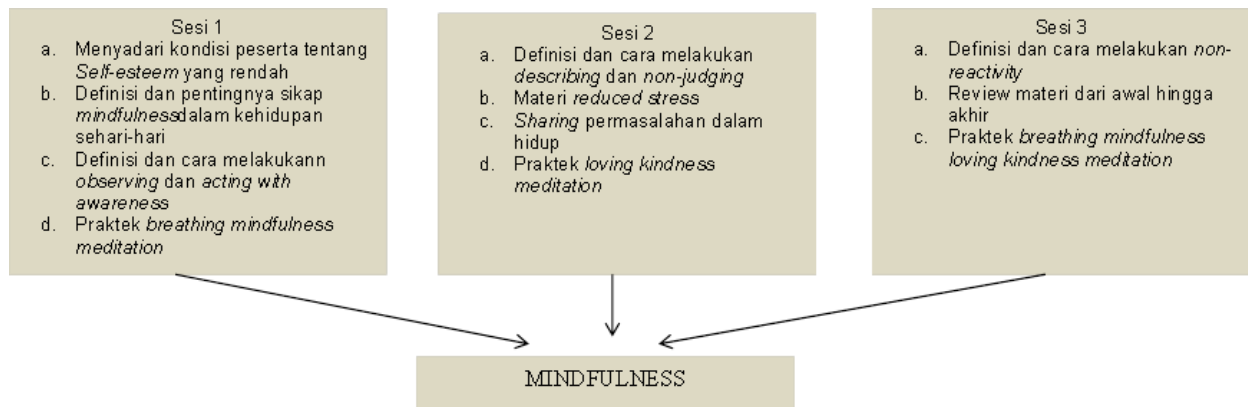 Sesi 1
a. Menyadari kondisi peserta tentang
Self-esteem yang rendah
b. Definisi dan pentingnya sikap
mindfulnessdalam kehidupan
sehari-hari
c. Definisi dan cara melakukann
observing dan acting with
awareness
d. Praktek breathing mindfulness
meditation
Sesi 2
a. Definisi dan cara melakukan
describing dan non-judging
b. Materi reduced stress
c. Sharing permasalahan dalam
hidup
d. Praktek loving kindness
meditation
Sesi 3
a. Definisi dan cara melakukan non-
reactivity
b. Review materi dari awal hingga
akhir
c. Praktek breathing mindfulness
loving kindness meditation
MINDFULNESS